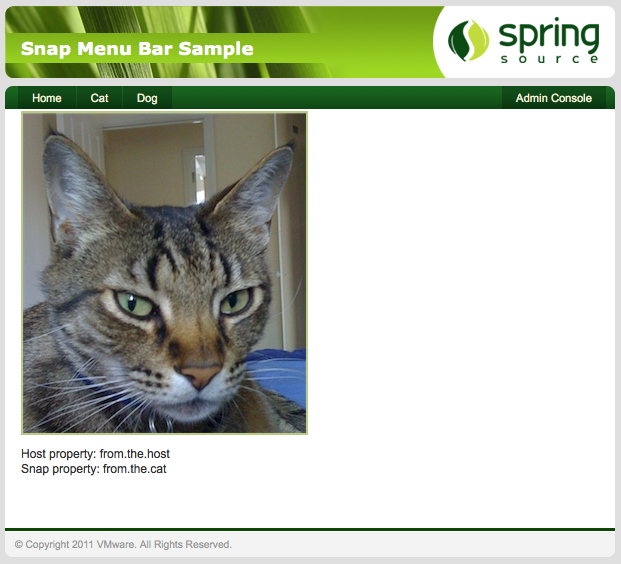 Snap Menu Bar Sample
spring
source
Home Cat Dog Admin Console
Host property: from.the.host
Snap property: from.the.cat
© Copyright 2011 VMware. All Rights Reserved.